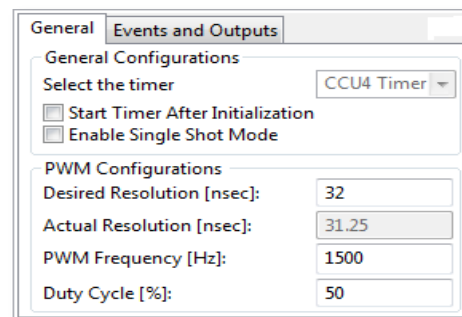 General Events and Outputs
General Configurations
Select the timer CCU4 Timer
Start Timer After Initialization
Enable Single Shot Mode
PWM Configurations
Desired Resolution [nsec]: 32
Actual Resolution [nsec]: 31.25
PWM Frequency [Hz]: 1500
Duty Cycle [%]: 50